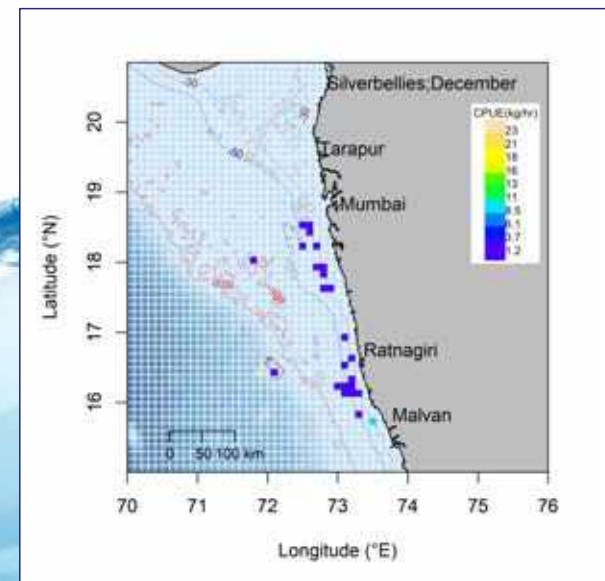 Silverbellies;December
CPUE(kg/hr)
23
21
18
16
13
11
8.5
6.1
3.7
1.2
Tarapur
Mumbai
Ratnagiri
Malvan
20
19
18
17
16
Latitude (°N)
0 50 100 km
70 71 72 73 74 75 76
Longitude (°E)